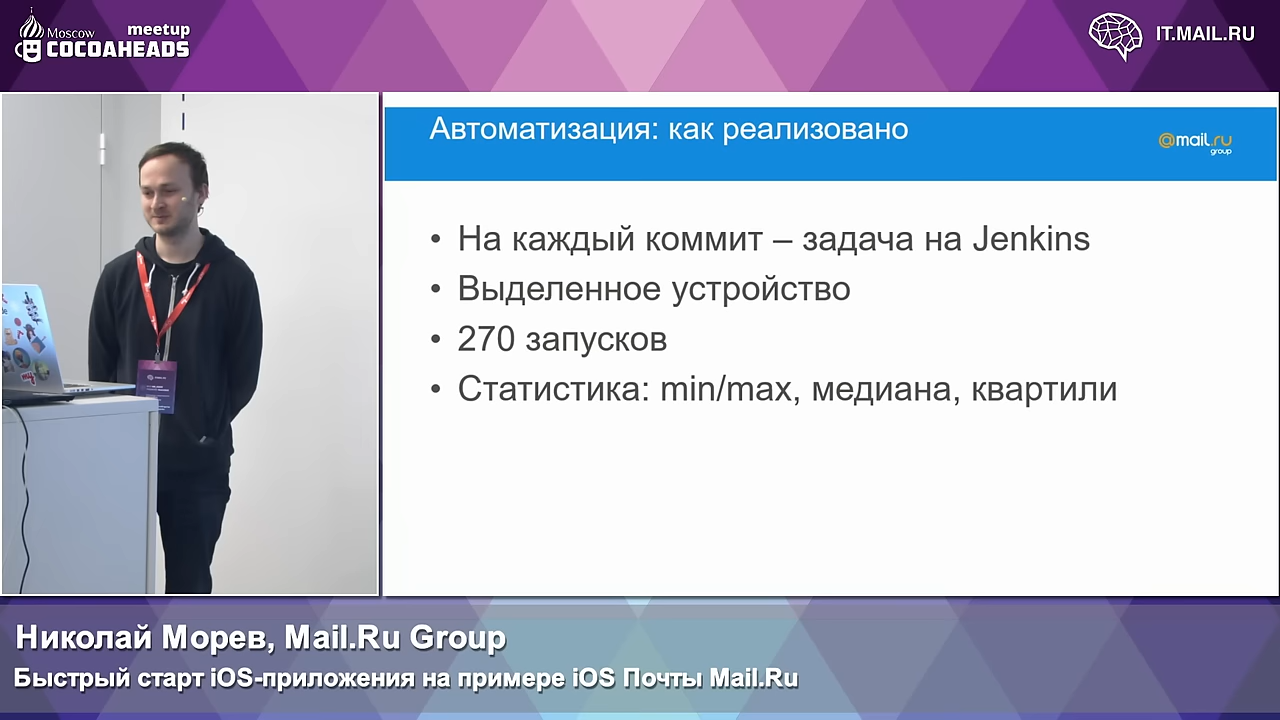 Moscow meetup
COCOAHEADS
IT.MAIL.RU
Автоматизация: как реализовано
@mail.ru
group
• На каждый коммит – задача на Jenkins
• Выделенное устройство
• 270 запусков
• Статистика: min/max, медиана, квартили
Николай Морев, Mail.Ru Group
Быстрый старт iOS-приложения на примере iOS Почты Mail.Ru